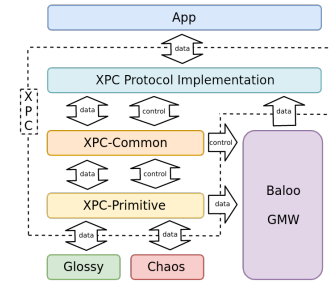 App
data
XPC Protocol Implementation
X
P
C
data
control
data
XPC-Common
control
data
control
Baloo
GMW
XPC-Primitive
data
data
data
Glossy
Chaos